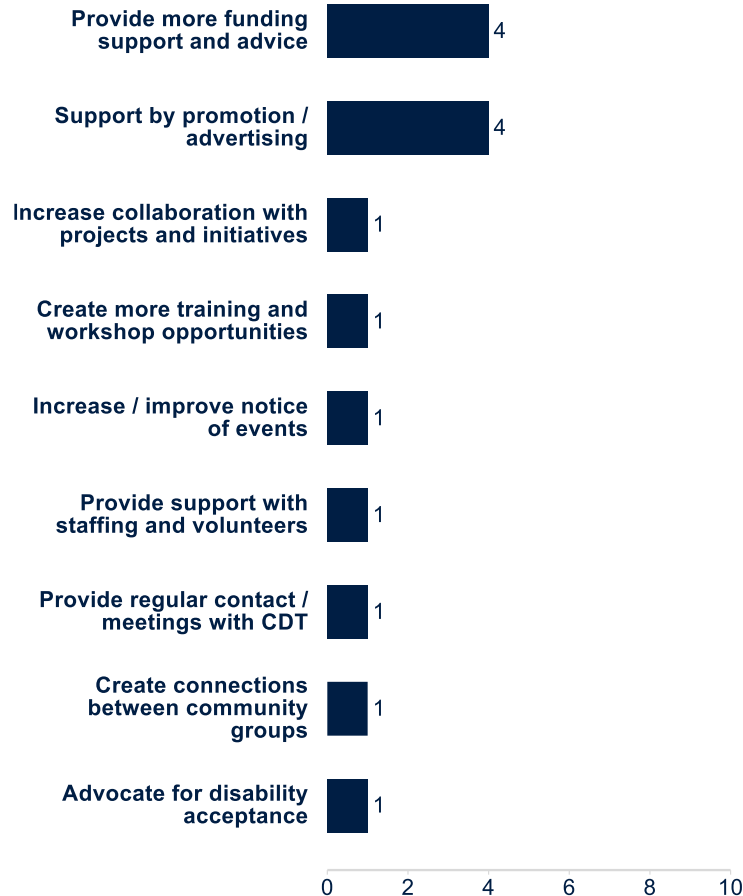 Provide more funding
support and advice
4
Support by promotion /
advertising
4
Increase collaboration with
projects and initiatives
1
Create more training and
workshop opportunities
1
Increase / improve notice
of events
1
Provide support with
staffing and volunteers
1
Provide regular contact /
meetings with CDT
1
Create connections
between community
groups
1
Advocate for disability
acceptance
1
0 2 4 6 8 10